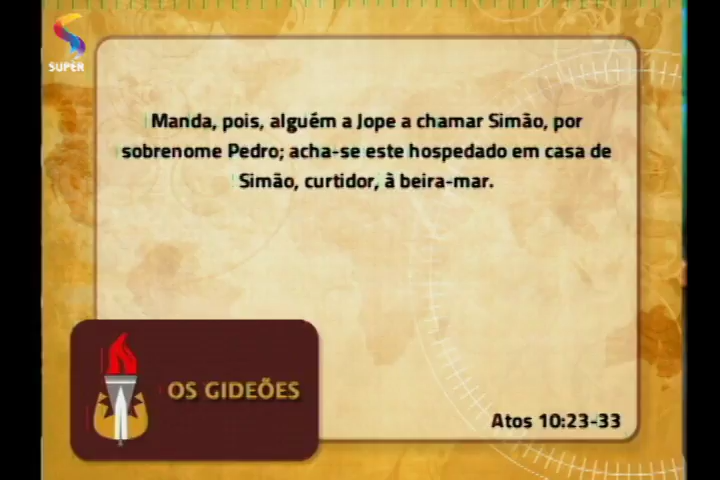 SUPER
Manda, pois, alguém a Jope a chamar Simão, por
sobrenome Pedro; acha-se este hospedado em casa de
Simão, curtidor, à beira-mar.
OS GIDEÕES
Atos 10:23-33